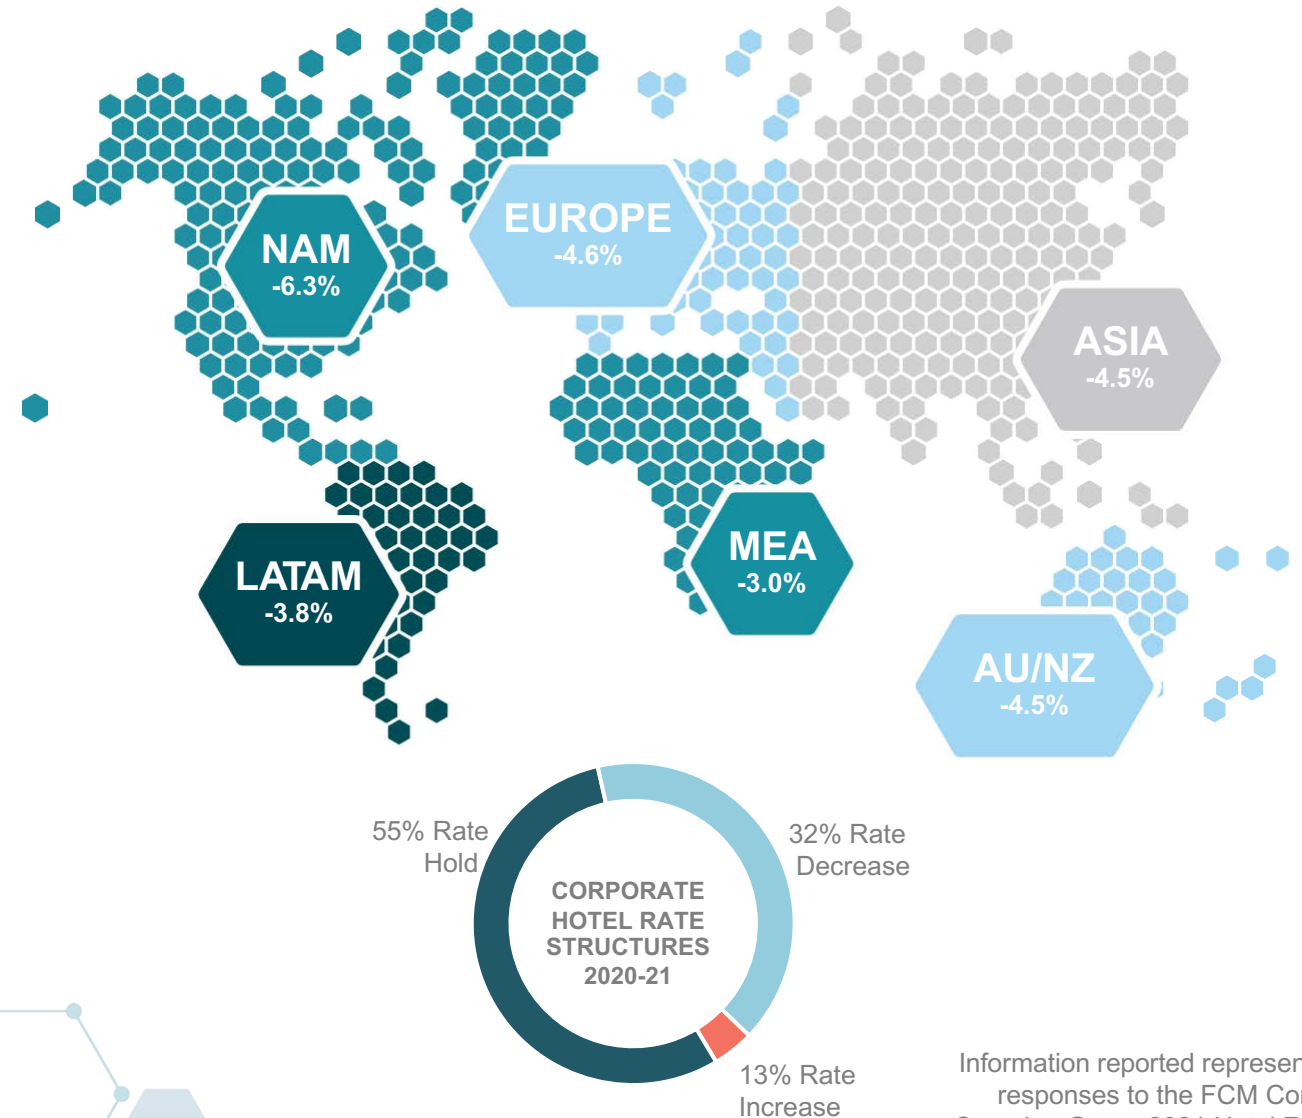 NAM
-6.3%
EUROPE
-4.6%
ASIA
-4.5%
LATAM
-3.8%
MEA
-3.0%
AU/NZ
-4.5%
55% Rate
Hold
32% Rate
Decrease
CORPORATE
HOTEL RATE
STRUCTURES
2020-21
13% Rate
Increase
Information reported
responses to the FCM